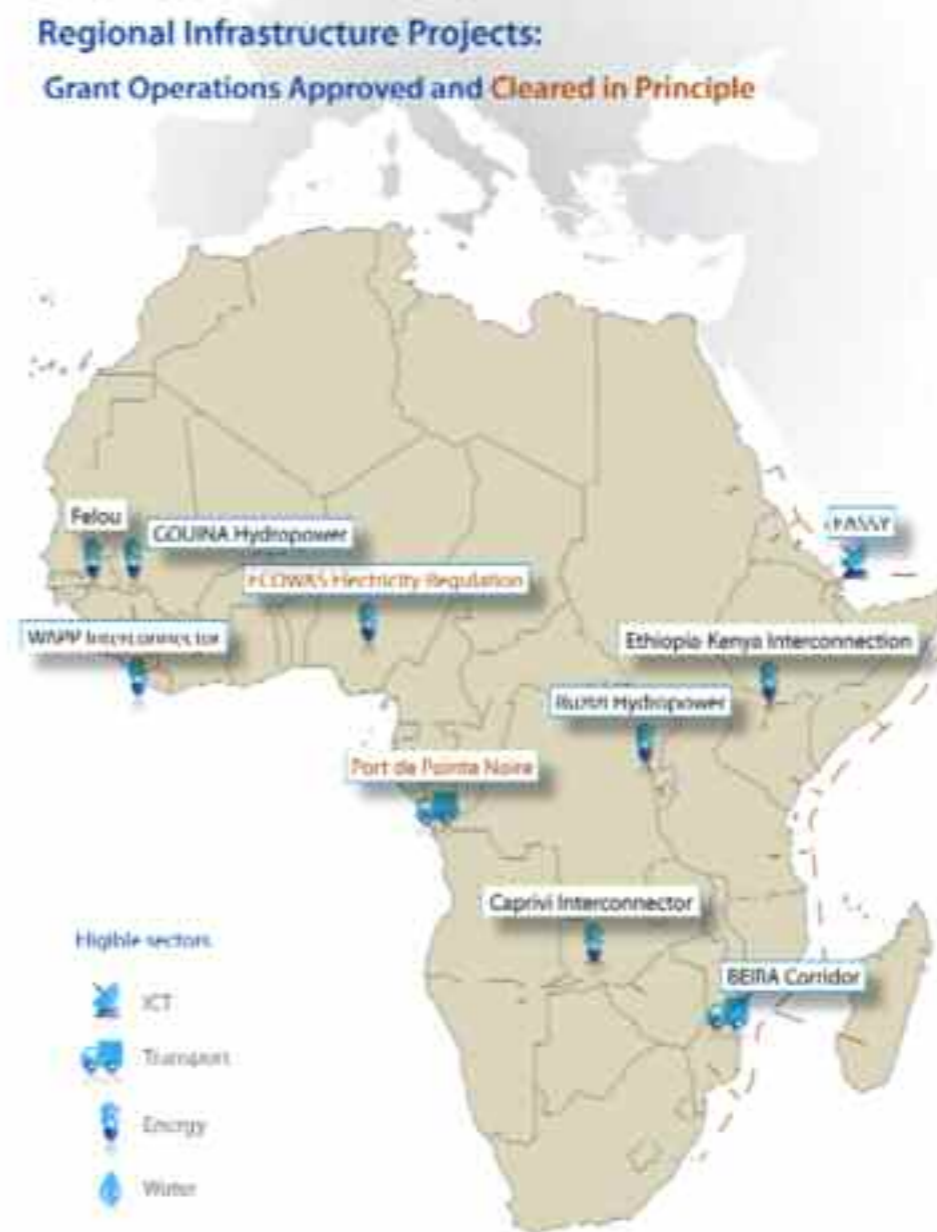 Regional Infrastructure Projects:
Grant Operations Approved and Cleared in Principle
EASSY
Felou
GOUINA Hydropower
ECOWAS Electricity Regulation
WAPP Interconnector
Ethiopia Kenya Interconnection
Hydropower
Port de Pointe Noire
Caprivi Interconnector
BEIRA Corridor
Eligible sectors
ICT
Transport
Energy
Water